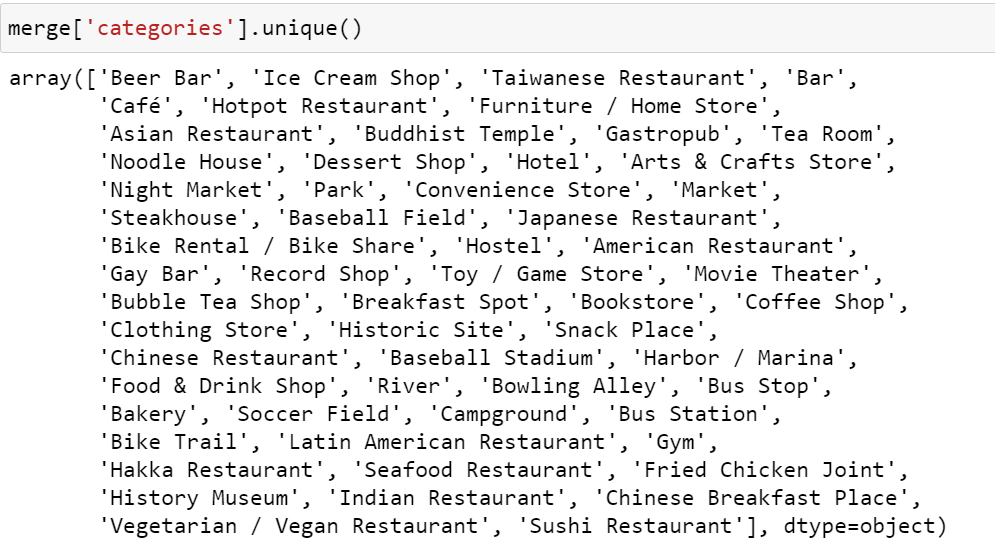 merge['categories'].unique()
array(['Beer Bar', 'Ice Cream Shop', 'Taiwanese Restaurant', 'Bar',
'Café', 'Hotpot Restaurant', 'Furniture / Home Store',
'Asian Restaurant', 'Buddhist Temple', 'Gastropub', 'Tea Room',
'Noodle House', 'Dessert Shop', 'Hotel', 'Arts & Crafts Store',
'Night Market', 'Park', 'Convenience Store', 'Market',
'Steakhouse', 'Baseball Field', 'Japanese Restaurant',
'Bike Rental / Bike Share', 'Hostel', 'American Restaurant',
'Gay Bar', 'Record Shop', 'Toy / Game Store', 'Movie Theater',
'Bubble Tea Shop', 'Breakfast Spot', 'Bookstore', 'Coffee Shop',
'Clothing Store', 'Historic Site', 'Snack Place',
'Chinese Restaurant', 'Baseball Stadium', 'Harbor / Marina',
'Food & Drink Shop', 'River', 'Bowling Alley', 'Bus Stop',
'Bakery', 'Soccer Field', 'Campground', 'Bus Station',
'Bike Trail', 'Latin American Restaurant', 'Gym',
'Hakka Restaurant', 'Seafood Restaurant', 'Fried Chicken Joint',
'History Museum', 'Indian Restaurant', 'Chinese Breakfast Place',
'Vegetarian / Vegan Restaurant', 'Sushi Restaurant'], dtype=object)